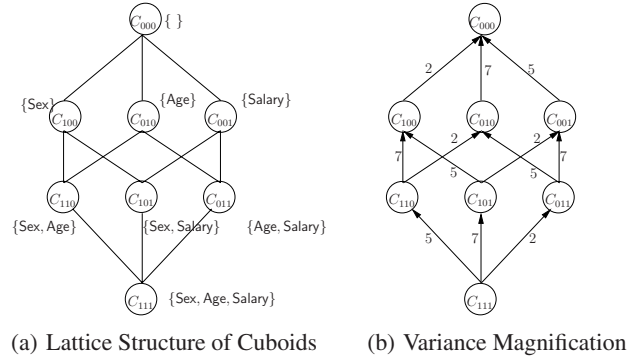 C000 { }
{Sex} {Age} {Salary}
C100 C010 C001
C110 C101 C011
{Sex, Age} {Sex, Salary} {Age, Salary}
C111 {Sex, Age, Salary}
(a) Lattice Structure of Cuboids
C000
2 7 5
C100 C010 C001
7 2 5 2 5 7
C110 C101 C011
5 7 2
C111
(b) Variance Magnification